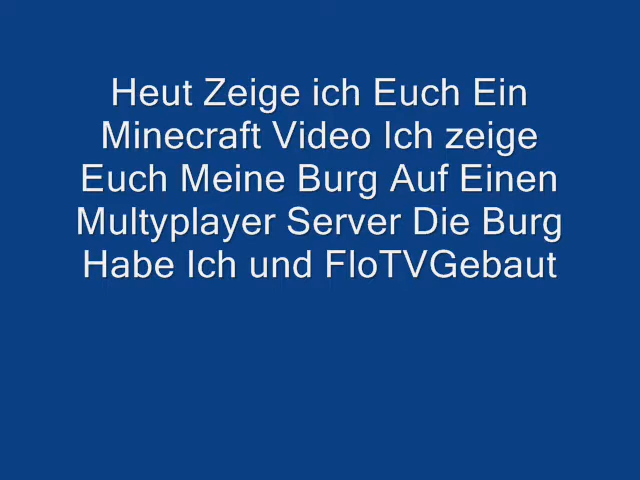 Heut Zeige ich Euch Ein
Minecraft Video Ich zeige
Euch Meine Burg Auf Einen
Multyplayer Server Die Burg
Habe Ich und FloTVGebaut